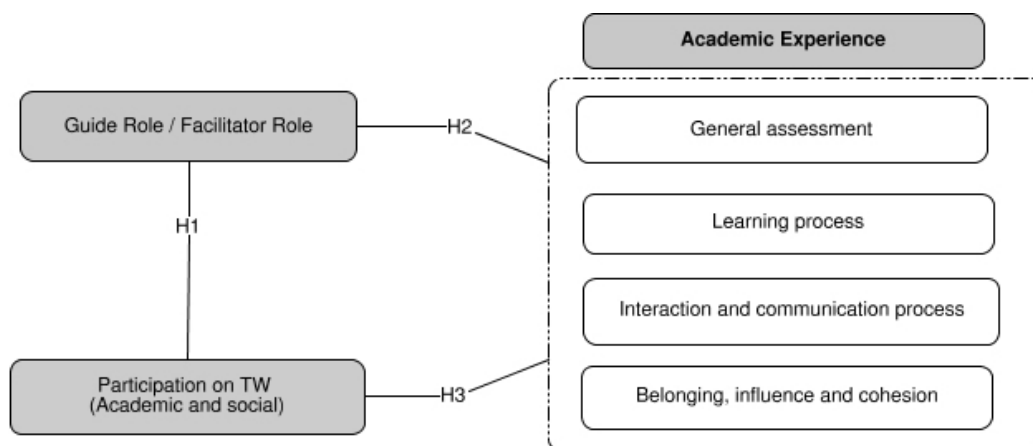 Academic Experience
Guide Role / Facilitator Role
H2
General assessment
Learning process
H1
Interaction and communication process
Participation on TW
(Academic and social)
H3
Belonging, influence and cohesion